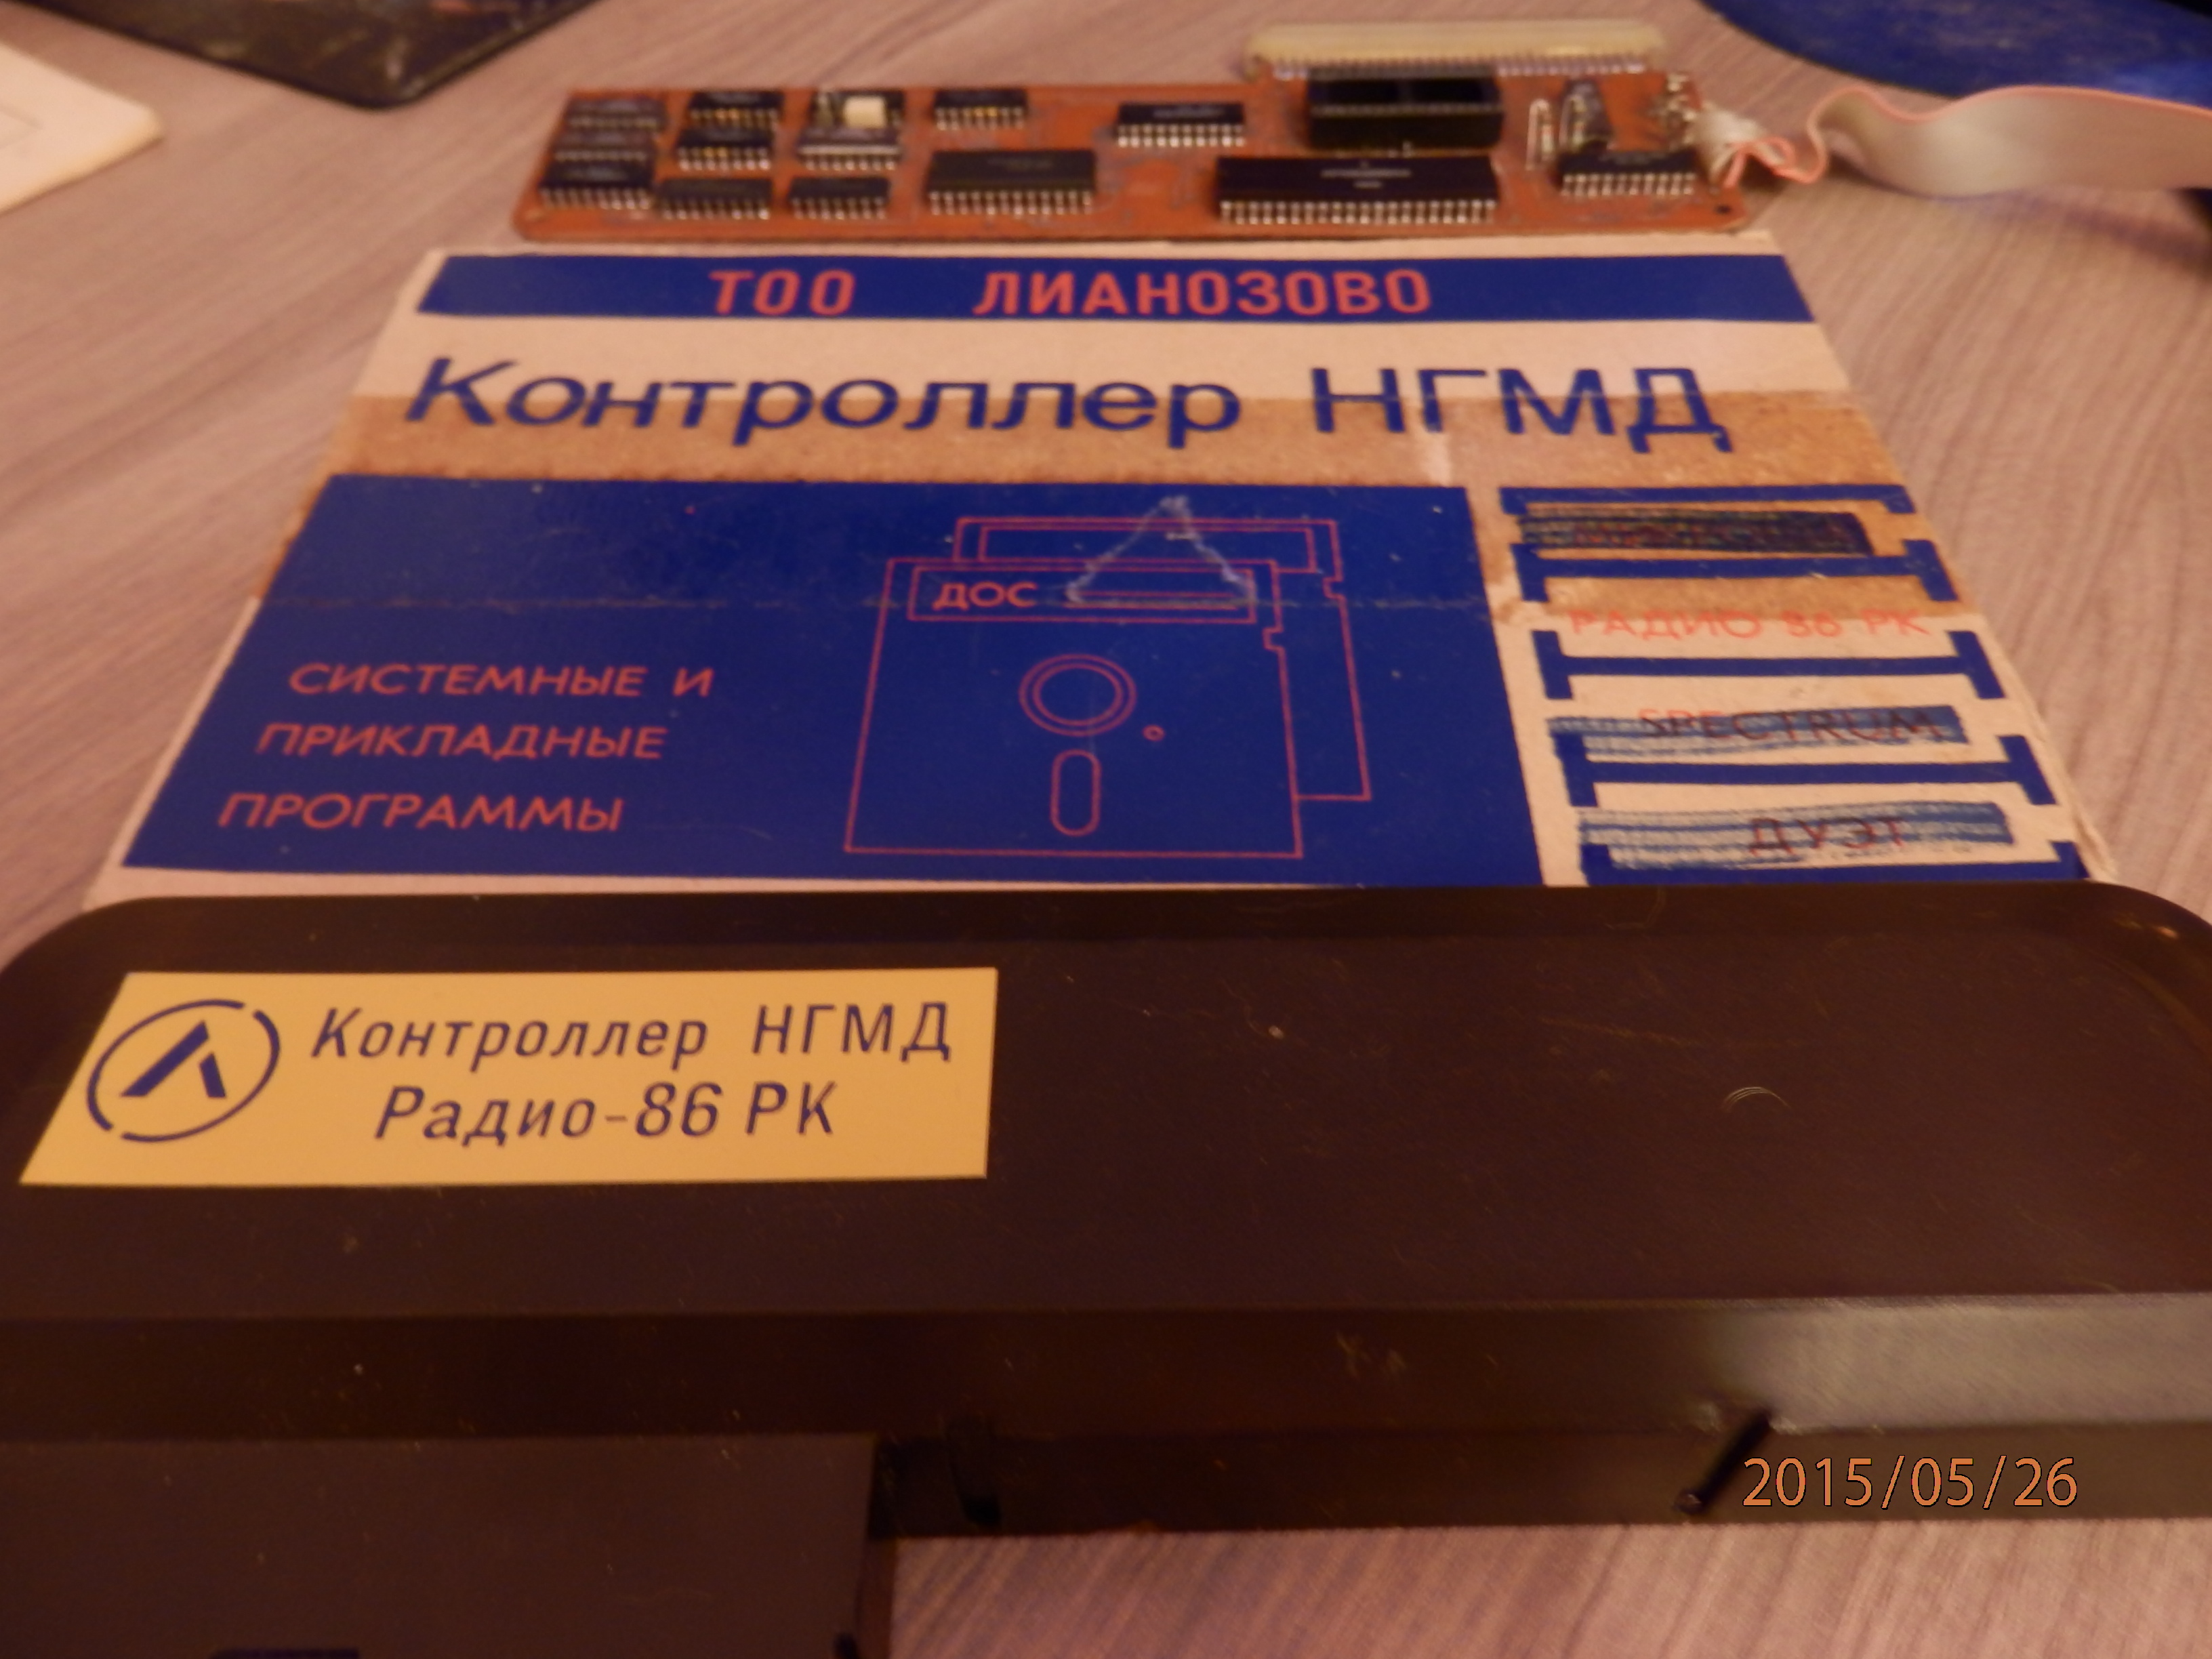 ТОО ЛИАНОЗОВО
Контроллер НГМД
ДОС
СИСТЕМНЫЕ И
ПРИКЛАДНЫЕ
ПРОГРАММЫ
РАДИО 86 РК
SPECTRUM
ДУЭТ
Контроллер НГМД
Радио-86 РК
2015/05/26